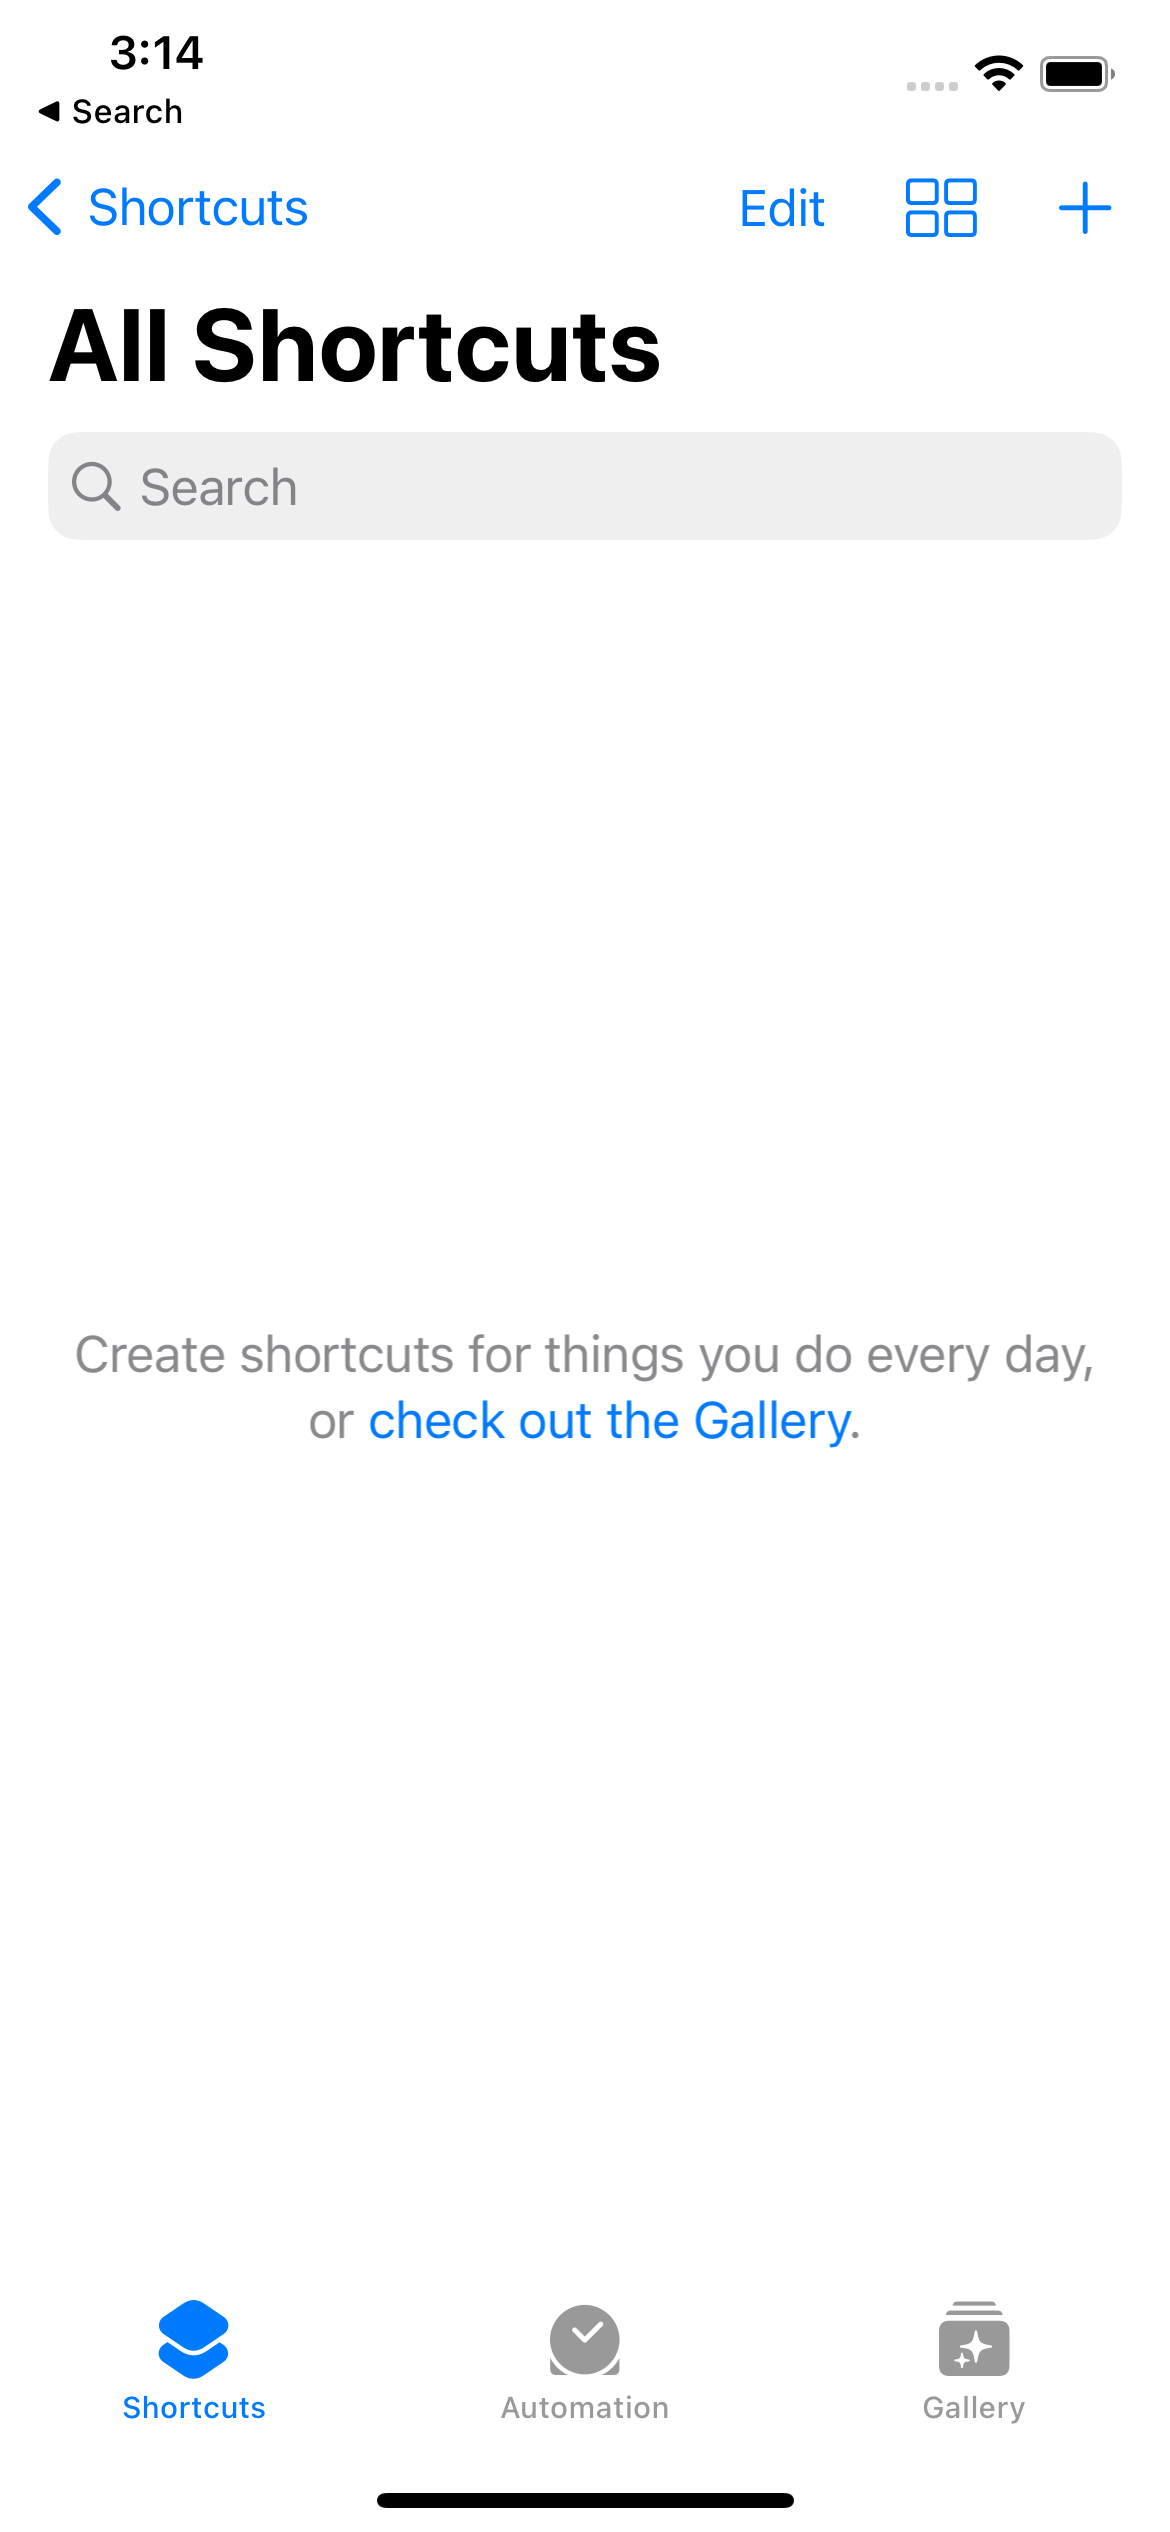 3:14
Search
Shortcuts
Edit
All Shortcuts
Search
Create shortcuts for things you do every day,
or check out the Gallery.
Shortcuts
Automation
Gallery